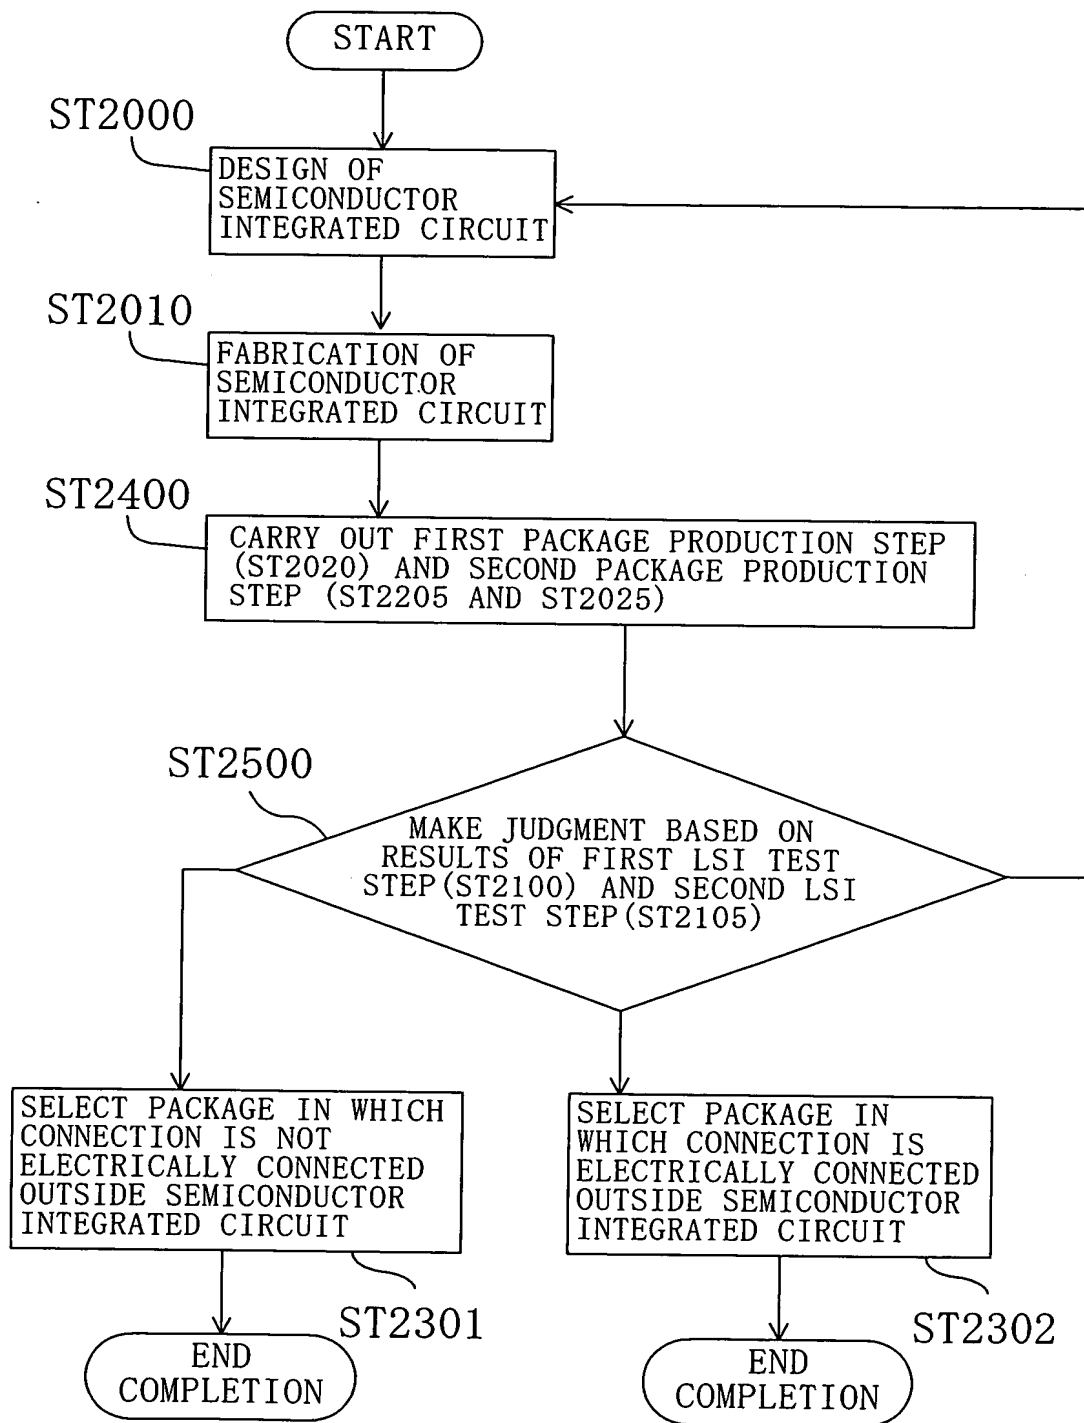 START
ST2000
DESIGN OF
SEMICONDUCTOR
INTEGRATED CIRCUIT
ST2010
FABRICATION OF
SEMICONDUCTOR
INTEGRATED CIRCUIT
ST2400
CARRY OUT FIRST PACKAGE PRODUCTION STEP
(ST2020) AND SECOND PACKAGE PRODUCTION
STEP (ST2205 AND ST2025)
ST2500
MAKE JUDGMENT BASED ON
RESULTS OF FIRST LSI TEST
STEP(ST2100) AND SECOND LSI
TEST STEP(ST2105)
SELECT PACKAGE IN WHICH
CONNECTION IS NOT
ELECTRICALLY CONNECTED
OUTSIDE SEMICONDUCTOR
INTEGRATED CIRCUIT
ST2301
END
COMPLETION
SELECT PACKAGE IN
WHICH CONNECTION IS
ELECTRICALLY CONNECTED
OUTSIDE SEMICONDUCTOR
INTEGRATED CIRCUIT
ST2302
END
COMPLETION